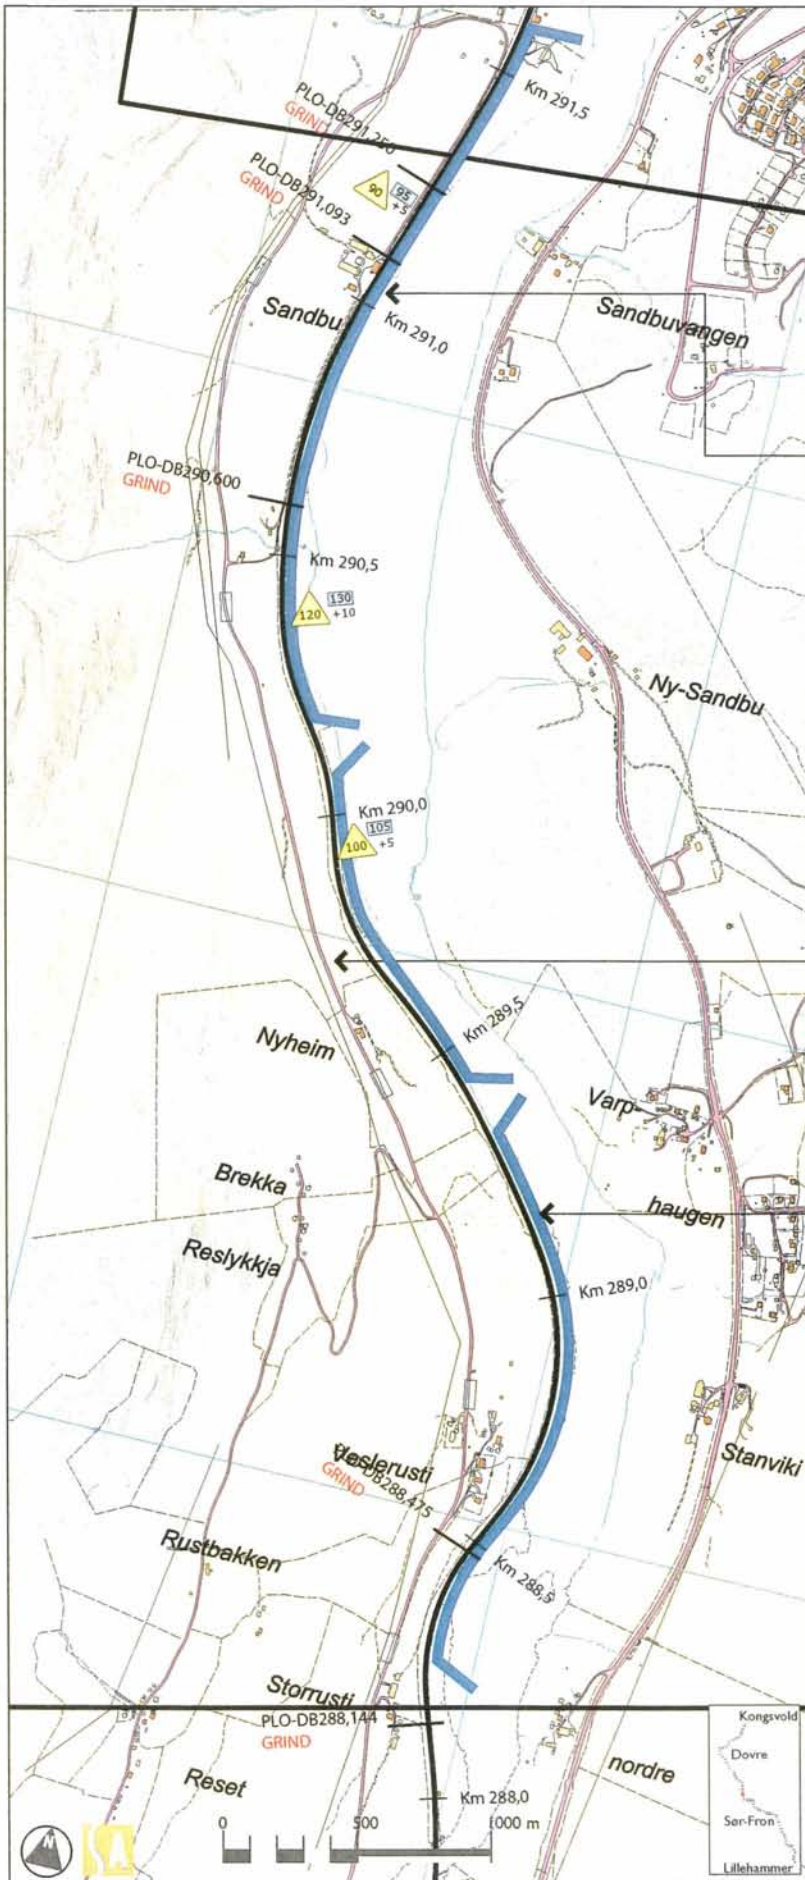 Km 291,5
PLO-DB291,256
GRIND
PLO-DB291,093
GRIND
90
95
+5
Sandbu
Km 291,0
Sandbuvangen
PLO-DB290,600
GRIND
Km 290,5
130
120
+10
Ny-Sandbu
Km 290,0
105
100
+5
Km 289,5
Nyheim
Varp-
haugen
Brekka
Reslykkja
Km 289,0
Veslerusti
PLO-DB288,475
GRIND
Stanviki
Rustbakken
Km 288,5
Storrusti
PLO-DB288,144
GRIND
Reset
nordre
Km 288,0
N
SA
0 500 1000 m
Kongsvold
Dovre
Sør-Fron
Lillehammer